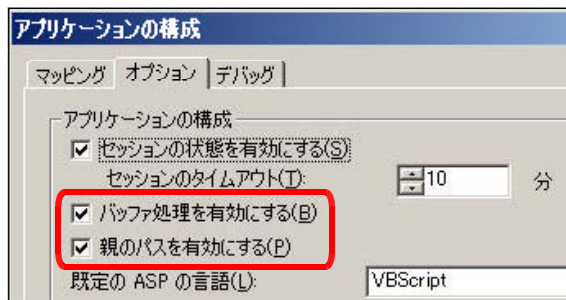 アプリケーションの構成
マッピング オプション デバッグ
アプリケーションの構成
セッションの状態を有効にする(S)
セッションのタイムアウト(T): 10 分
バッファ処理を有効にする(B)
親のパスを有効にする(P)
既定の ASP の言語(L): VBScript